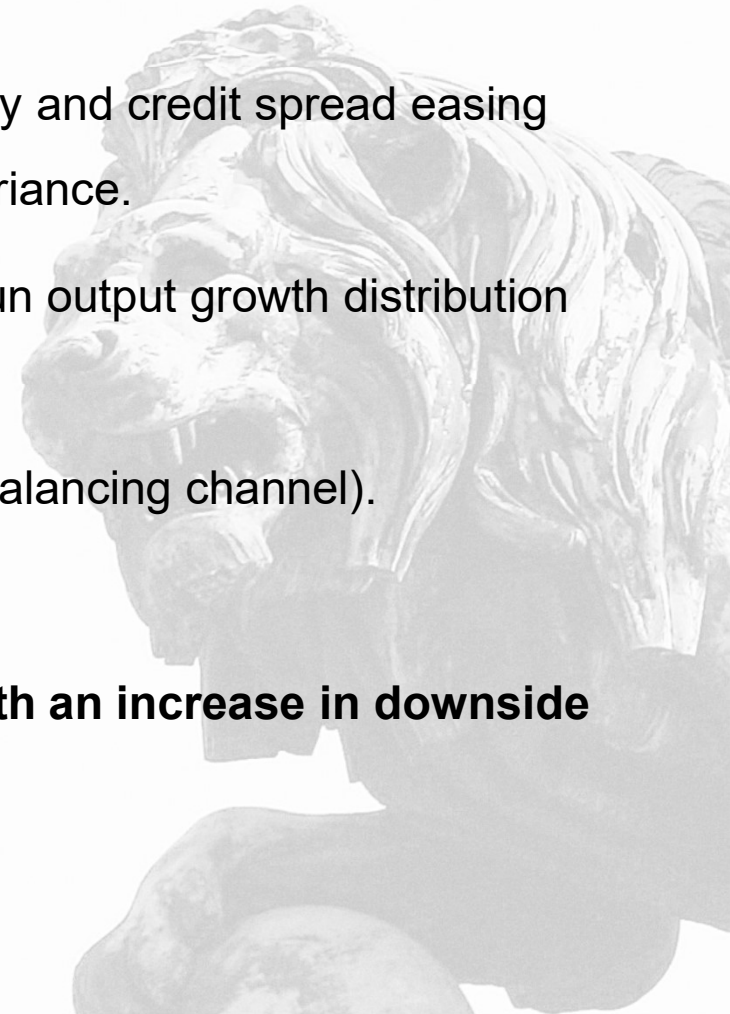 y and credit spread easing
riance.
un output growth distribution
alancing channel).
th an increase in downside